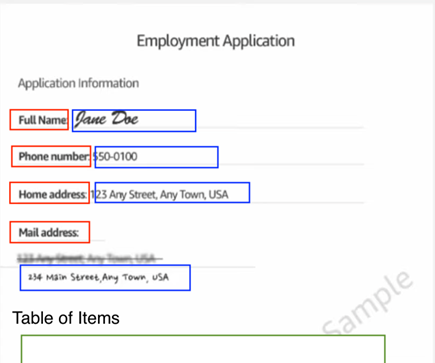 Employment Application
Application Information
Full Name: Jane Doe
Phone number: 550-0100
Home address: 123 Any Street, Any Town, USA
Mail address:
123 Any Street, Any Town, USA
234 Main Street, Any Town, USA
Table of Items
Sample